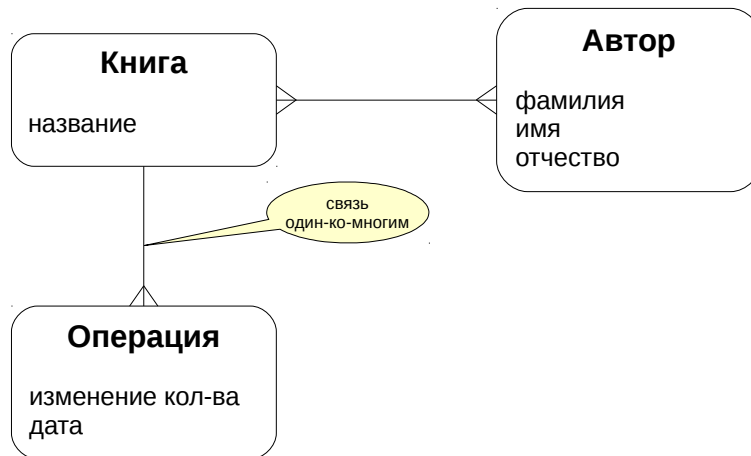 Книга
название
Автор
фамилия
имя
отчество
связь
один-ко-многим
Операция
изменение кол-ва
дата